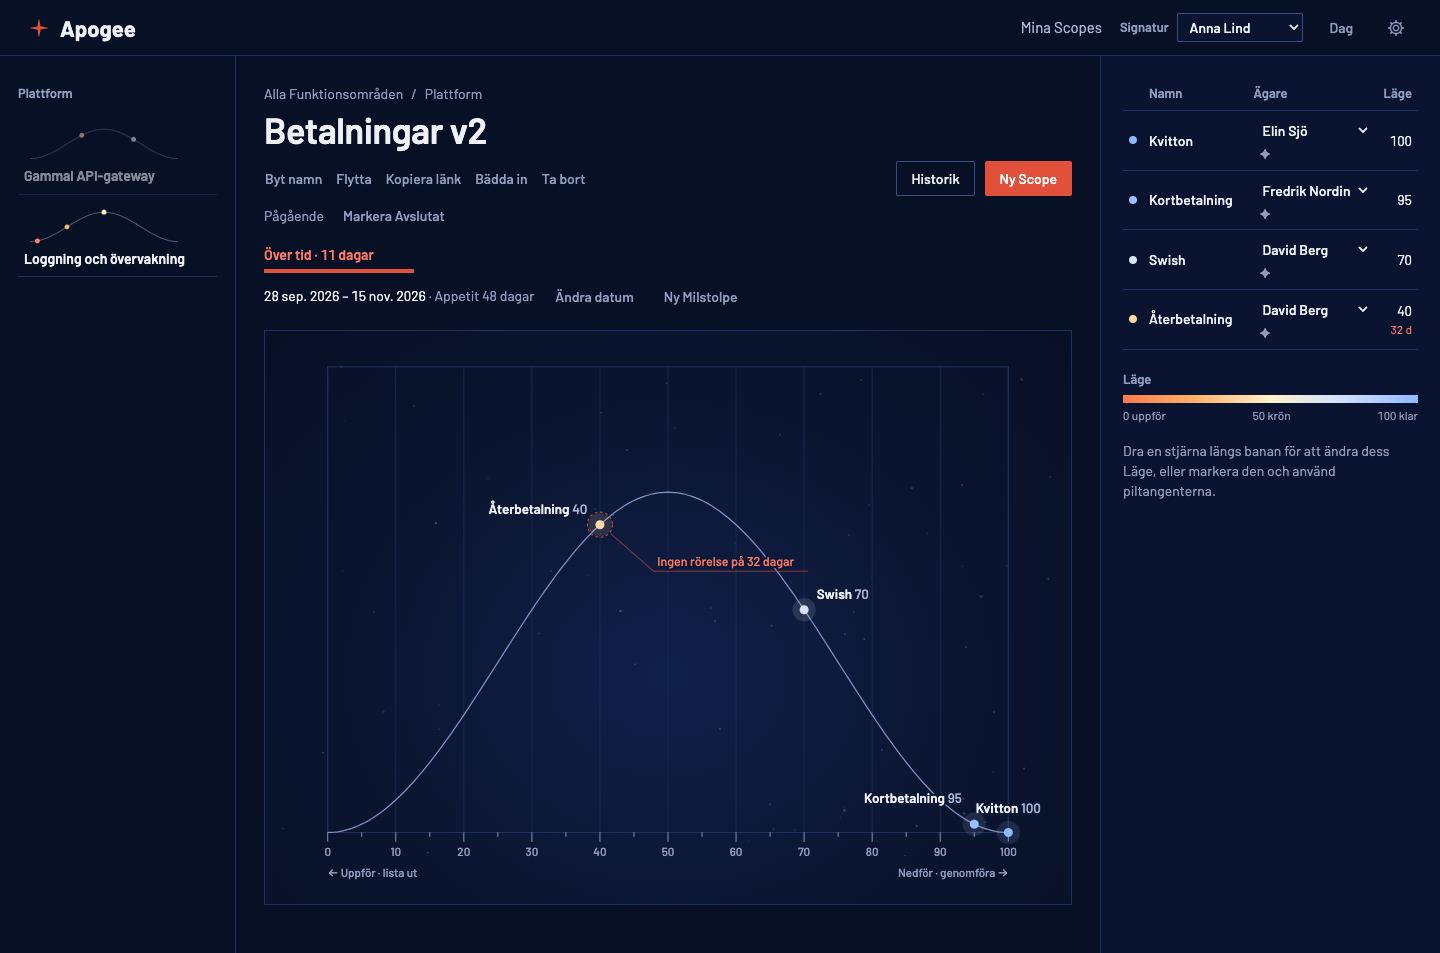 Apogee
Mina Scopes
Signatur
Anna Lind
Dag
Plattform
Gammal API-gateway
Loggning och övervakning
Alla Funktionsområden / Plattform
Betalningar v2
Byt namn
Flytta
Kopiera länk
Bädda in
Ta bort
Historik
Ny Scope
Pågående
Markera Avslutat
Över tid · 11 dagar
28 sep. 2026 – 15 nov. 2026 · Appetit 48 dagar
Ändra datum
Ny Milstolpe
Återbetalning 40
Ingen rörelse på 32 dagar
Swish 70
Kortbetalning 95
Kvitton 100
0 10 20 30 40 50 60 70 80 90 100
← Uppför · lista ut
Nedför · genomföra →
Namn Ägare Läge
Kvitton Elin Sjö 100
Kortbetalning Fredrik Nordin 95
Swish David Berg 70
Återbetalning David Berg 40
32 d
Läge
0 uppför 50 krön 100 klar
Dra en stjärna längs banan för att ändra dess
Läge, eller markera den och använd
piltangenterna.